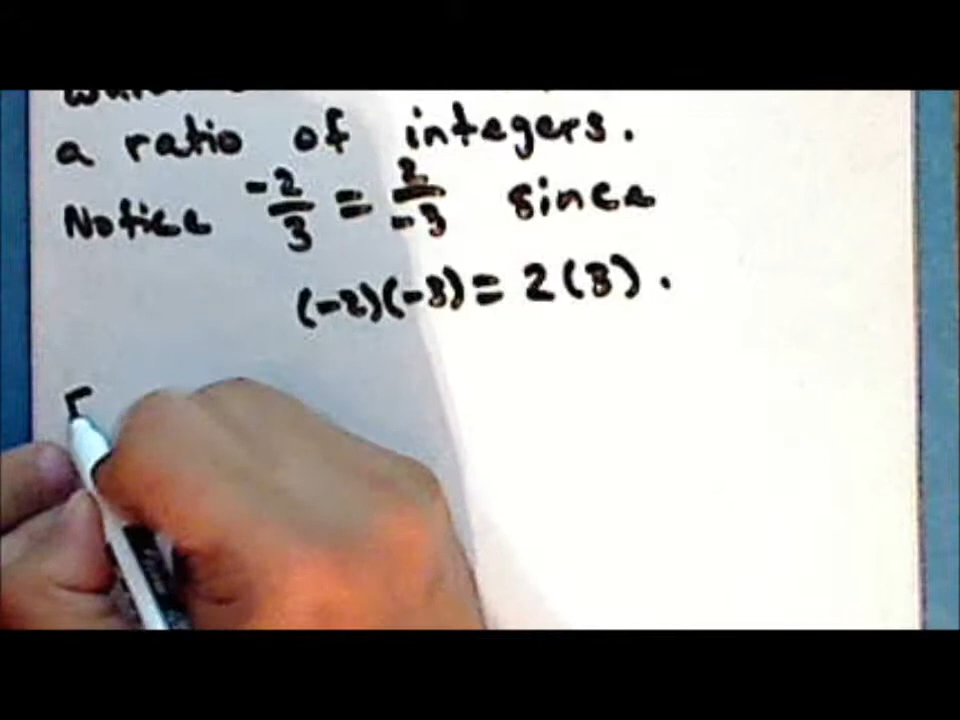 a ratio of integers.
Notice -2/3 = 2/-3 since
(-2)(-3) = 2(3).